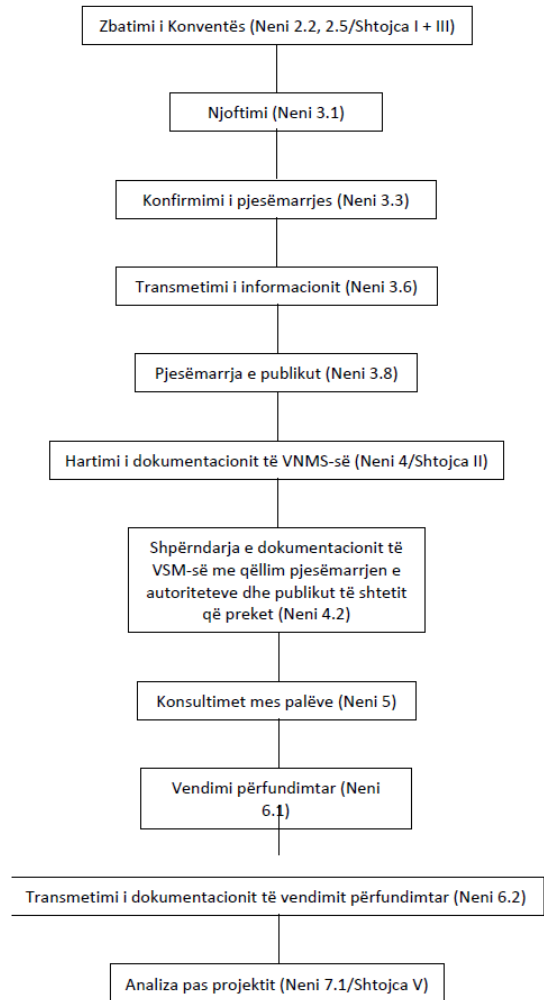 Zbatimi i Konventës (Neni 2.2, 2.5/Shtojca I + III)
Njoftimi (Neni 3.1)
Konfirmimi i pjesëmarrjes (Neni 3.3)
Transmetimi i informacionit (Neni 3.6)
Pjesëmarrja e publikut (Neni 3.8)
Hartimi i dokumentacionit të VNMS-së (Neni 4/Shtojca II)
Shpërndarja e dokumentacionit të
VSM-së me qëllim pjesëmarrjen e
autoriteteve dhe publikut të shtetit
që preket (Neni 4.2)
Konsultimet mes palëve (Neni 5)
Vendimi përfundimtar (Neni
6.1)
Transmetimi i dokumentacionit të vendimit përfundimtar (Neni 6.2)
Analiza pas projektit (Neni 7.1/Shtojca V)